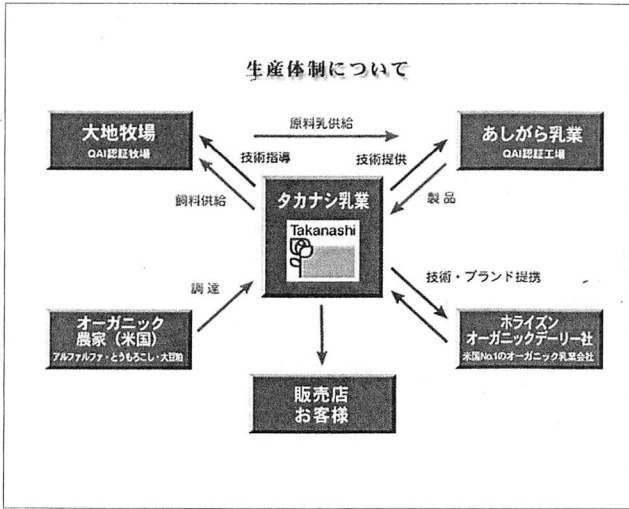 生産体制について
大地牧場
QAI認証牧場
原料乳供給
あしがら乳業
QAI認証工場
技術指導
技術提供
飼料供給
タカナシ乳業
Takanashi
製品
調達
技術・ブランド提携
オーガニック
農家（米国）
アルファルファ・とうもろこし・大豆粕
ホライズン
オーガニックデーリー社
米国No.1のオーガニック乳業会社
販売店
お客様